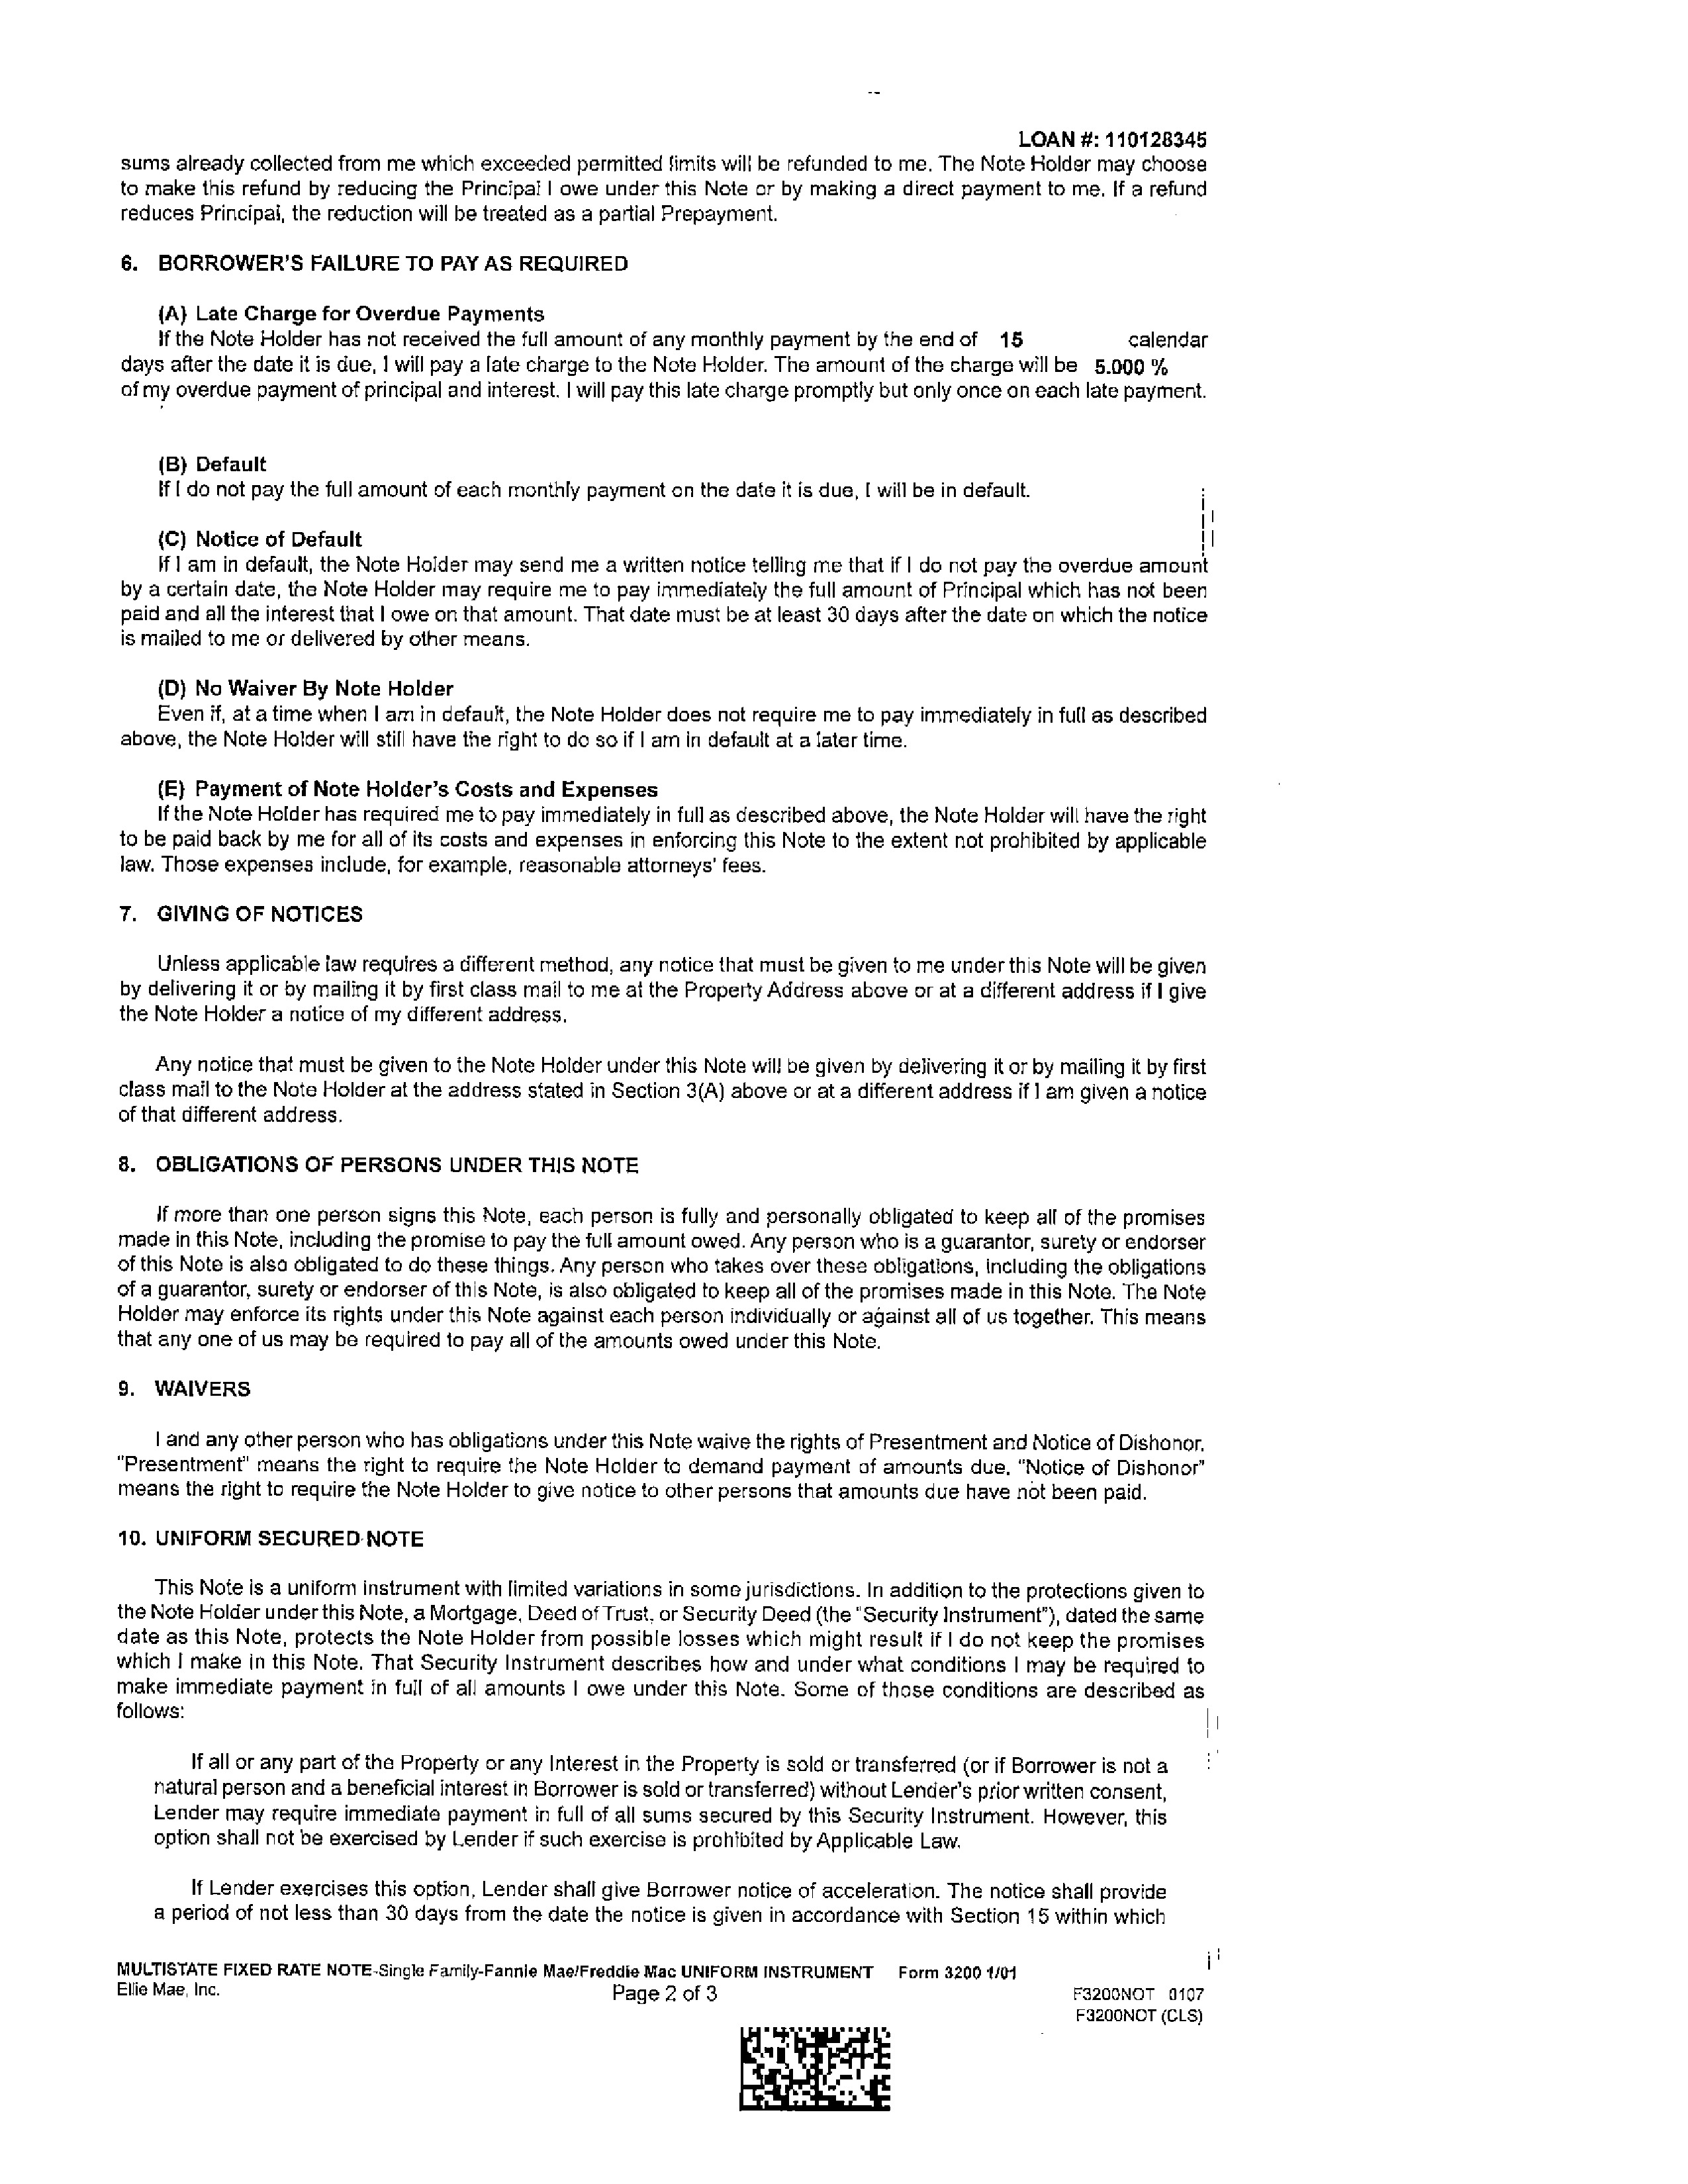 LOAN #: 110128345
sums already collected from me which exceeded permitted limits will be refunded to me. The Note Holder may choose
to make this refund by reducing the Principal I owe under this Note or by making a direct payment to me. If a refund
reduces Principal, the reduction will be treated as a partial Prepayment.
6. BORROWER'S FAILURE TO PAY AS REQUIRED
(A) Late Charge for Overdue Payments
If the Note Holder has not received the full amount of any monthly payment by the end of 15 calendar
days after the date it is due, I will pay a late charge to the Note Holder. The amount of the charge will be 5.000 %
of my overdue payment of principal and interest. I will pay this late charge promptly but only once on each late payment.
(B) Default
If I do not pay the full amount of each monthly payment on the date it is due, I will be in default.
(C) Notice of Default
If I am in default, the Note Holder may send me a written notice telling me that if I do not pay the overdue amount
by a certain date, the Note Holder may require me to pay immediately the full amount of Principal which has not been
paid and all the interest that I owe on that amount. That date must be at least 30 days after the date on which the notice
is mailed to me or delivered by other means.
(D) No Waiver By Note Holder
Even if, at a time when I am in default, the Note Holder does not require me to pay immediately in full as described
above, the Note Holder will still have the right to do so if I am in default at a later time.
(E) Payment of Note Holder's Costs and Expenses
If the Note Holder has required me to pay immediately in full as described above, the Note Holder will have the right
to be paid back by me for all of its costs and expenses in enforcing this Note to the extent not prohibited by applicable
law. Those expenses include, for example, reasonable attorneys' fees.
7. GIVING OF NOTICES
Unless applicable law requires a different method, any notice that must be given to me under this Note will be given
by delivering it or by mailing it by first class mail to me at the Property Address above or at a different address if I give
the Note Holder a notice of my different address.
Any notice that must be given to the Note Holder under this Note will be given by delivering it or by mailing it by first
class mail to the Note Holder at the address stated in Section 3(A) above or at a different address if I am given a notice
of that different address.
8. OBLIGATIONS OF PERSONS UNDER THIS NOTE
If more than one person signs this Note, each person is fully and personally obligated to keep all of the promises
made in this Note, including the promise to pay the full amount owed. Any person who is a guarantor, surety or endorser
of this Note is also obligated to do these things. Any person who takes over these obligations, including the obligations
of a guarantor, surety or endorser of this Note, is also obligated to keep all of the promises made in this Note. The Note
Holder may enforce its rights under this Note against each person individually or against all of us together. This means
that any one of us may be required to pay all of the amounts owed under this Note.
9. WAIVERS
I and any other person who has obligations under this Note waive the rights of Presentment and Notice of Dishonor.
"Presentment" means the right to require the Note Holder to demand payment of amounts due. "Notice of Dishonor"
means the right to require the Note Holder to give notice to other persons that amounts due have not been paid.
10. UNIFORM SECURED NOTE
This Note is a uniform instrument with limited variations in some jurisdictions. In addition to the protections given to
the Note Holder under this Note, a Mortgage, Deed of Trust, or Security Deed (the "Security Instrument"), dated the same
date as this Note, protects the Note Holder from possible losses which might result if I do not keep the promises
which I make in this Note. That Security Instrument describes how and under what conditions I may be required to
make immediate payment in full of all amounts I owe under this Note. Some of those conditions are described as
follows:
If all or any part of the Property or any Interest in the Property is sold or transferred (or if Borrower is not a
natural person and a beneficial interest in Borrower is sold or transferred) without Lender's prior written consent,
Lender may require immediate payment in full of all sums secured by this Security Instrument. However, this
option shall not be exercised by Lender if such exercise is prohibited by Applicable Law.
If Lender exercises this option, Lender shall give Borrower notice of acceleration. The notice shall provide
a period of not less than 30 days from the date the notice is given in accordance with Section 15 within which
MULTISTATE FIXED RATE NOTE-Single Family-Fannie Mae/Freddie Mac UNIFORM INSTRUMENT Form 3200 1/01
Ellie Mae, Inc. Page 2 of 3 F3200NOT 0107
F3200NOT (CLS)